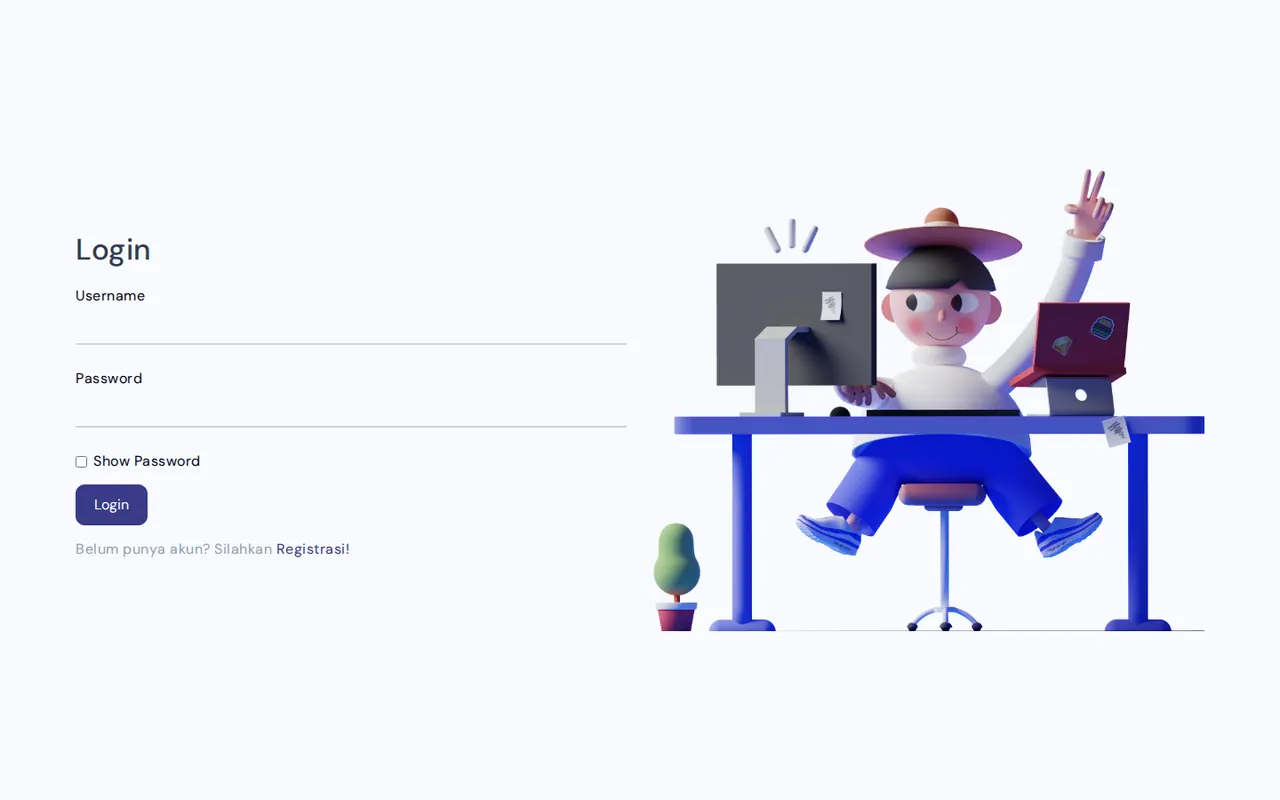 Login
Username
Password
Show Password
Login
Belum punya akun? Silahkan Registrasi!